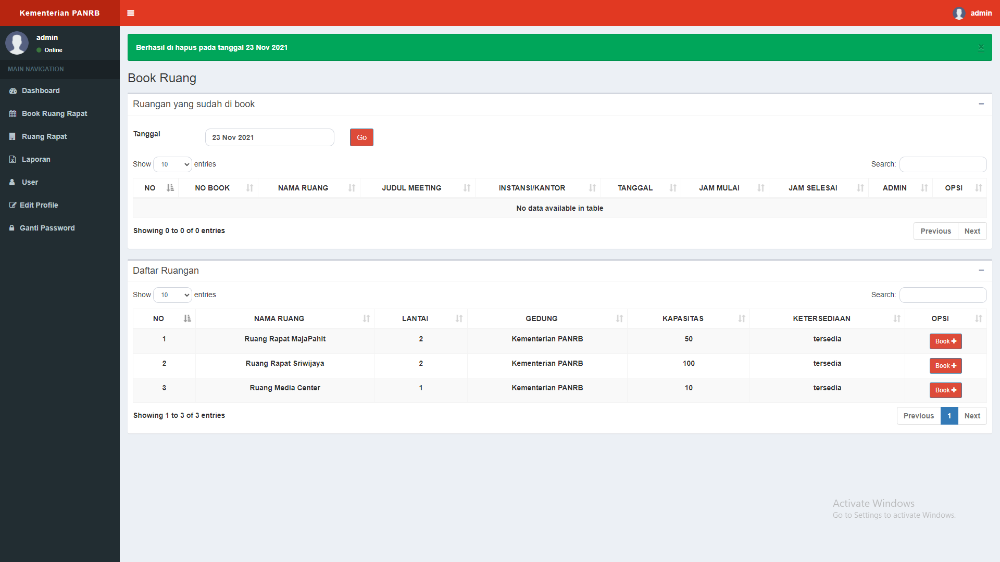 Kementerian PANRB
admin
admin
Online
MAIN NAVIGATION
Dashboard
Book Ruang Rapat
Ruang Rapat
Laporan
User
Edit Profile
Ganti Password
Berhasil di hapus pada tanggal 23 Nov 2021
×
Book Ruang
Ruangan yang sudah di book
Tanggal 23 Nov 2021 Go
Show 10 entries Search:
NO NO BOOK NAMA RUANG JUDUL MEETING INSTANSI/KANTOR TANGGAL JAM MULAI JAM SELESAI ADMIN OPSI
No data available in table
Showing 0 to 0 of 0 entries Previous Next
Daftar Ruangan
Show 10 entries Search:
NO NAMA RUANG LANTAI GEDUNG KAPASITAS KETERSEDIAAN OPSI
1 Ruang Rapat MajaPahit 2 Kementerian PANRB 50 tersedia Book
2 Ruang Rapat Sriwijaya 2 Kementerian PANRB 100 tersedia Book
3 Ruang Media Center 1 Kementerian PANRB 10 tersedia Book
Showing 1 to 3 of 3 entries Previous 1 Next
Activate Windows
Go to Settings to activate Windows.